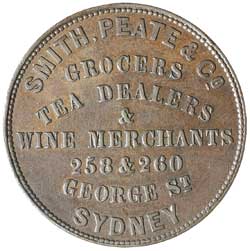 SMITH, PEATE & Co
GROCERS
TEA DEALERS
&
WINE MERCHANTS
258 & 260
GEORGE ST
SYDNEY